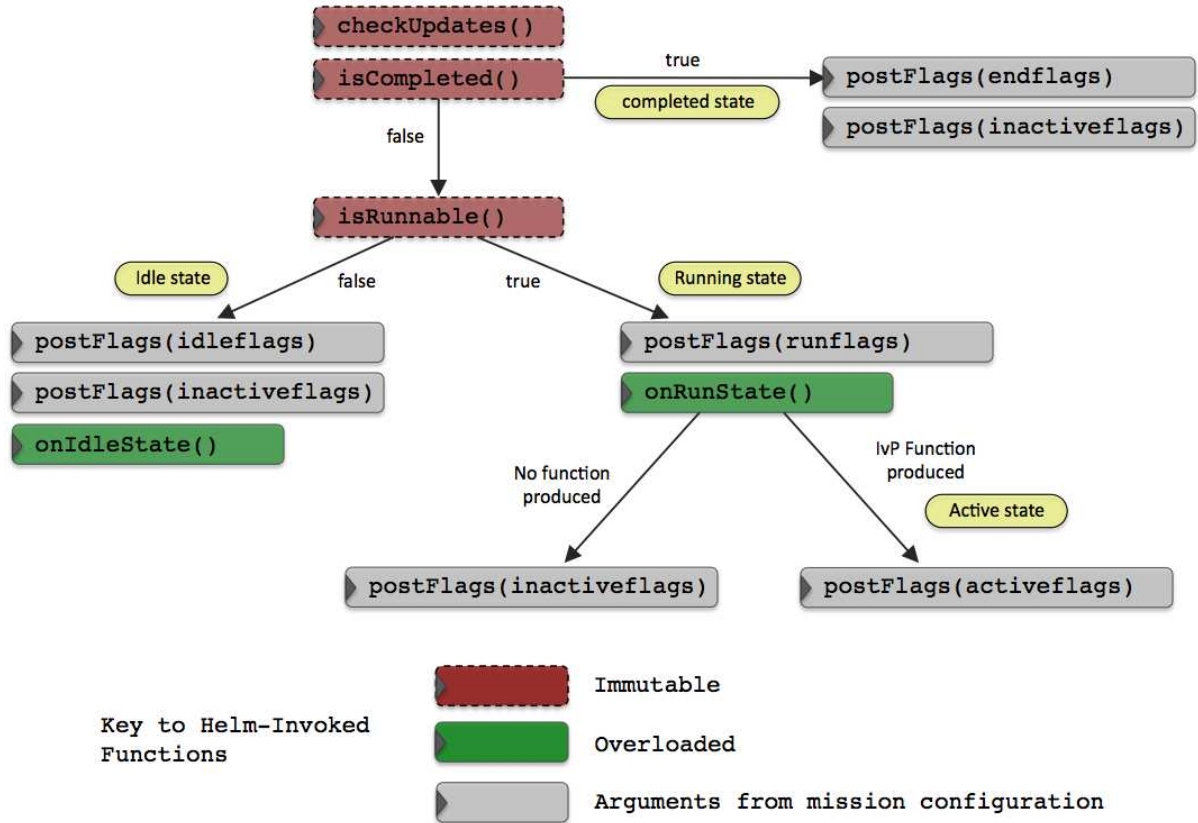 checkUpdates()
isCompleted()
true
completed state
postFlags(endflags)
postFlags(inactiveflags)
false
isRunnable()
Idle state
false
true
Running state
postFlags(idleflags)
postFlags(inactiveflags)
onIdleState()
postFlags(runflags)
onRunState()
No function
produced
IvP Function
produced
Active state
postFlags(inactiveflags)
postFlags(activeflags)
Key to Helm-Invoked
Functions
Immutable
Overloaded
Arguments from mission configuration